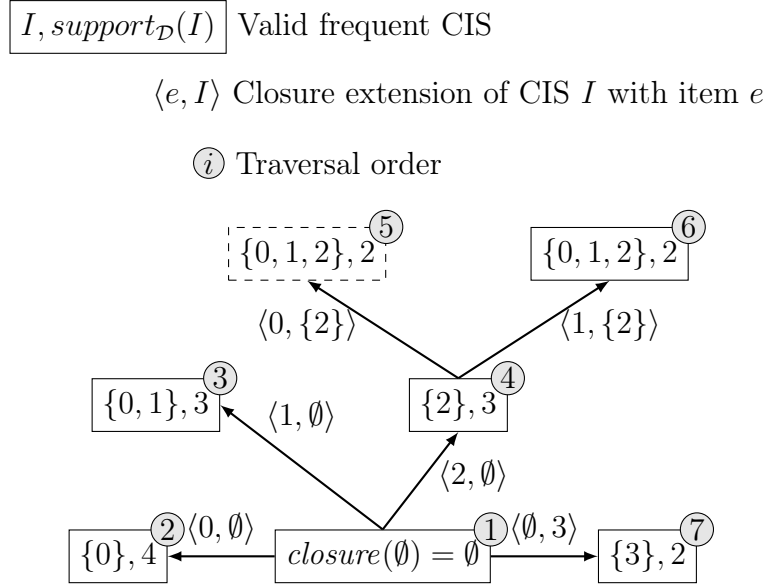 I, support_D(I) Valid frequent CIS
⟨e, I⟩ Closure extension of CIS I with item e
i Traversal order
5 6
{0, 1, 2}, 2 {0, 1, 2}, 2
⟨0, {2}⟩ ⟨1, {2}⟩
3 4
{0, 1}, 3 ⟨1, ∅⟩ {2}, 3
⟨2, ∅⟩
2 ⟨0, ∅⟩ 1 ⟨∅, 3⟩ 7
{0}, 4 closure(∅) = ∅ {3}, 2